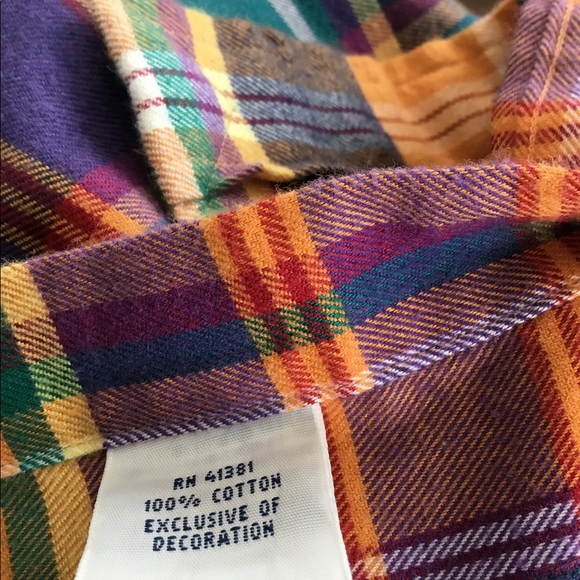 RN 41381
100% COTTON
EXCLUSIVE OF
DECORATION